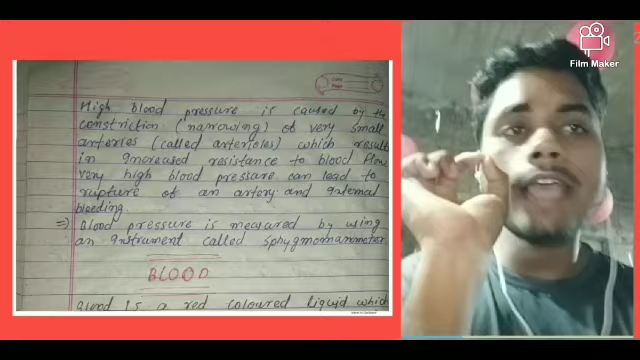 Film Maker
High blood pressure is caused by the
constriction (narrowing) of very small
arteries (called arterioles) which results
in increased resistance to blood flow
very high blood pressure can lead to
rupture of an artery and internal
bleeding.
=> Blood pressure is measured by using
an instrument called sphygmomanometer
BLOOD
Blood is a red coloured liquid which